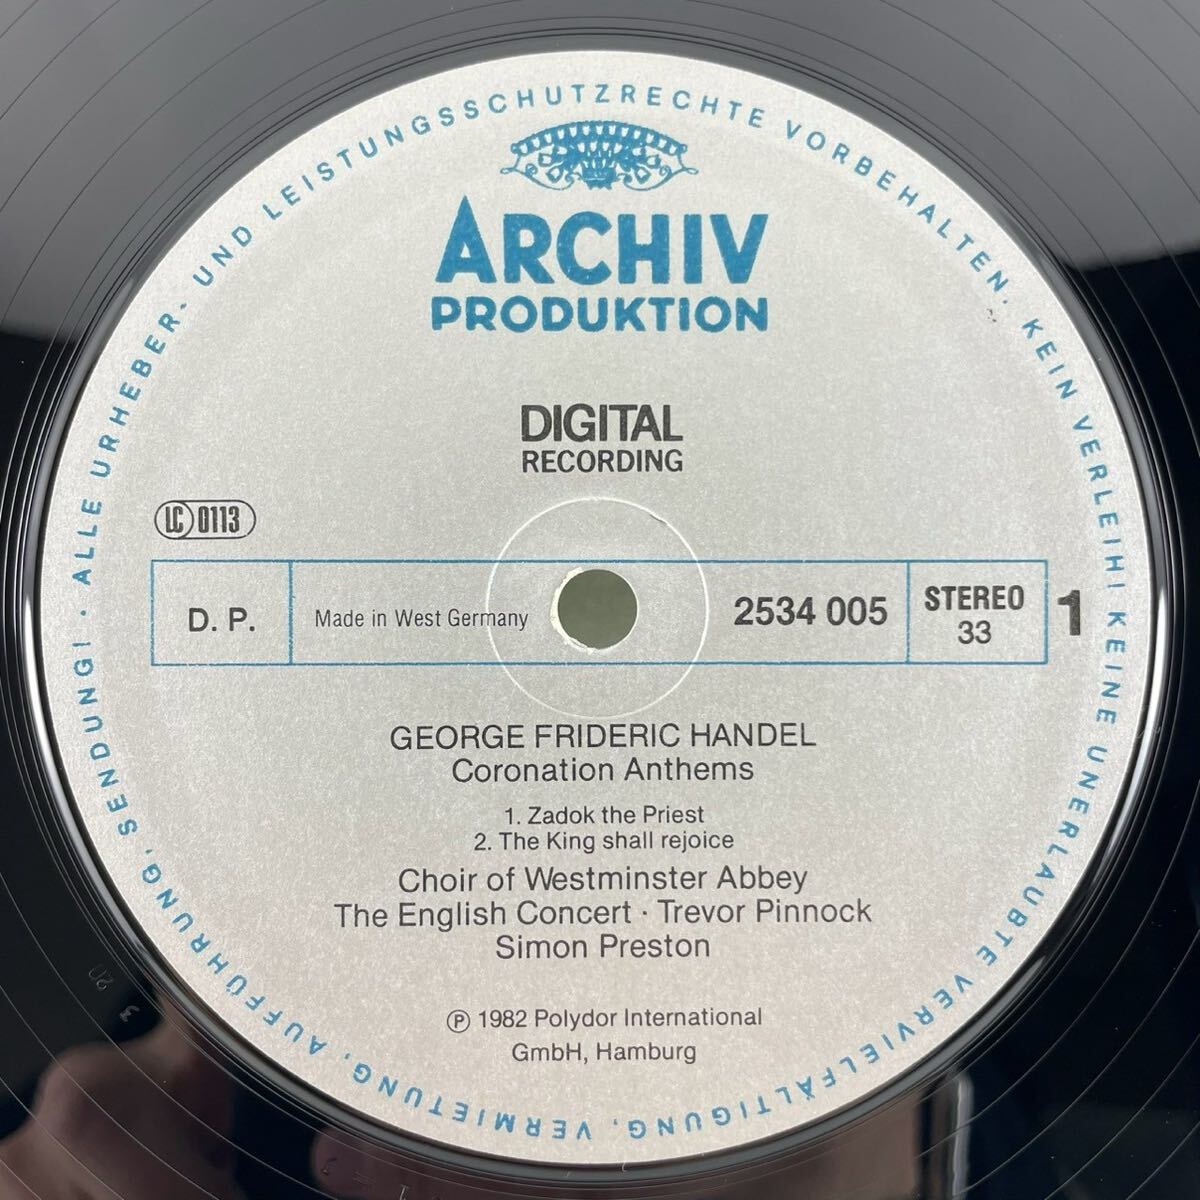 ALLE URHEBER- UND LEISTUNGSSCHUTZRECHTE VORBEHALTEN. KEIN VERLEIH! KEINE UNERLAUBTE VERVIELFÄLTIGUNG, VERMIETUNG, AUFFÜHRUNG, SENDUNG! ·
ARCHIV
PRODUKTION
DIGITAL
RECORDING
LC 0113
D. P.
Made in West Germany
2534 005
STEREO
33
1
GEORGE FRIDERIC HANDEL
Coronation Anthems
1. Zadok the Priest
2. The King shall rejoice
Choir of Westminster Abbey
The English Concert · Trevor Pinnock
Simon Preston
Ⓟ 1982 Polydor International
GmbH, Hamburg